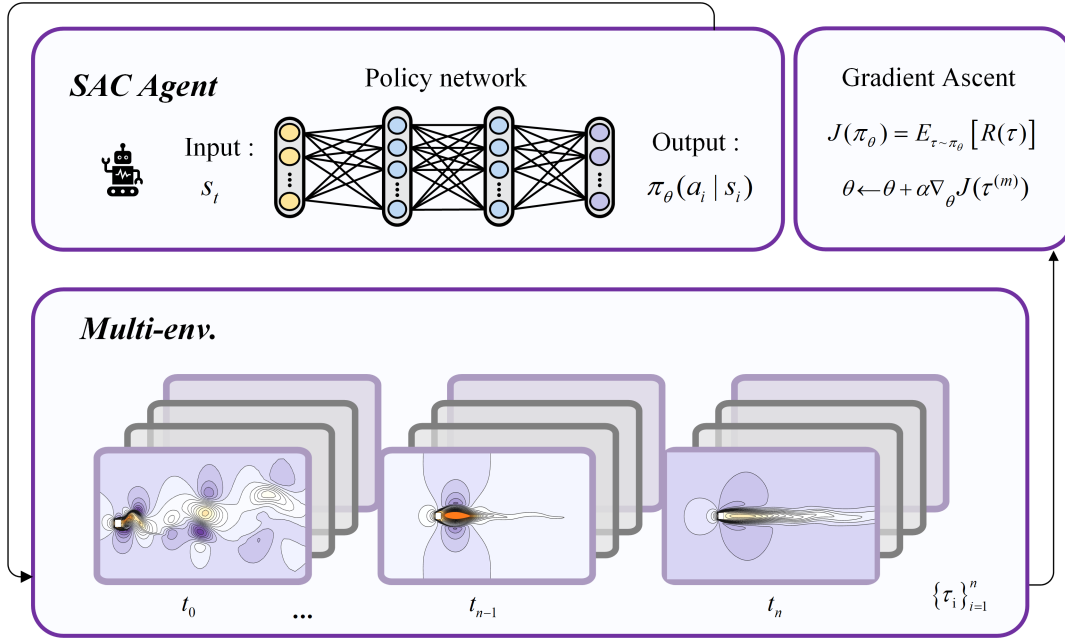 SAC Agent
Policy network
Input :
s_t
Output :
π_θ(a_i | s_i)
Gradient Ascent
J(π_θ) = E_{τ~π_θ} [R(τ)]
θ ← θ + α∇_θ J(τ^{(m)})
Multi-env.
t_0
...
t_{n-1}
t_n
{τ_i}_{i=1}^n